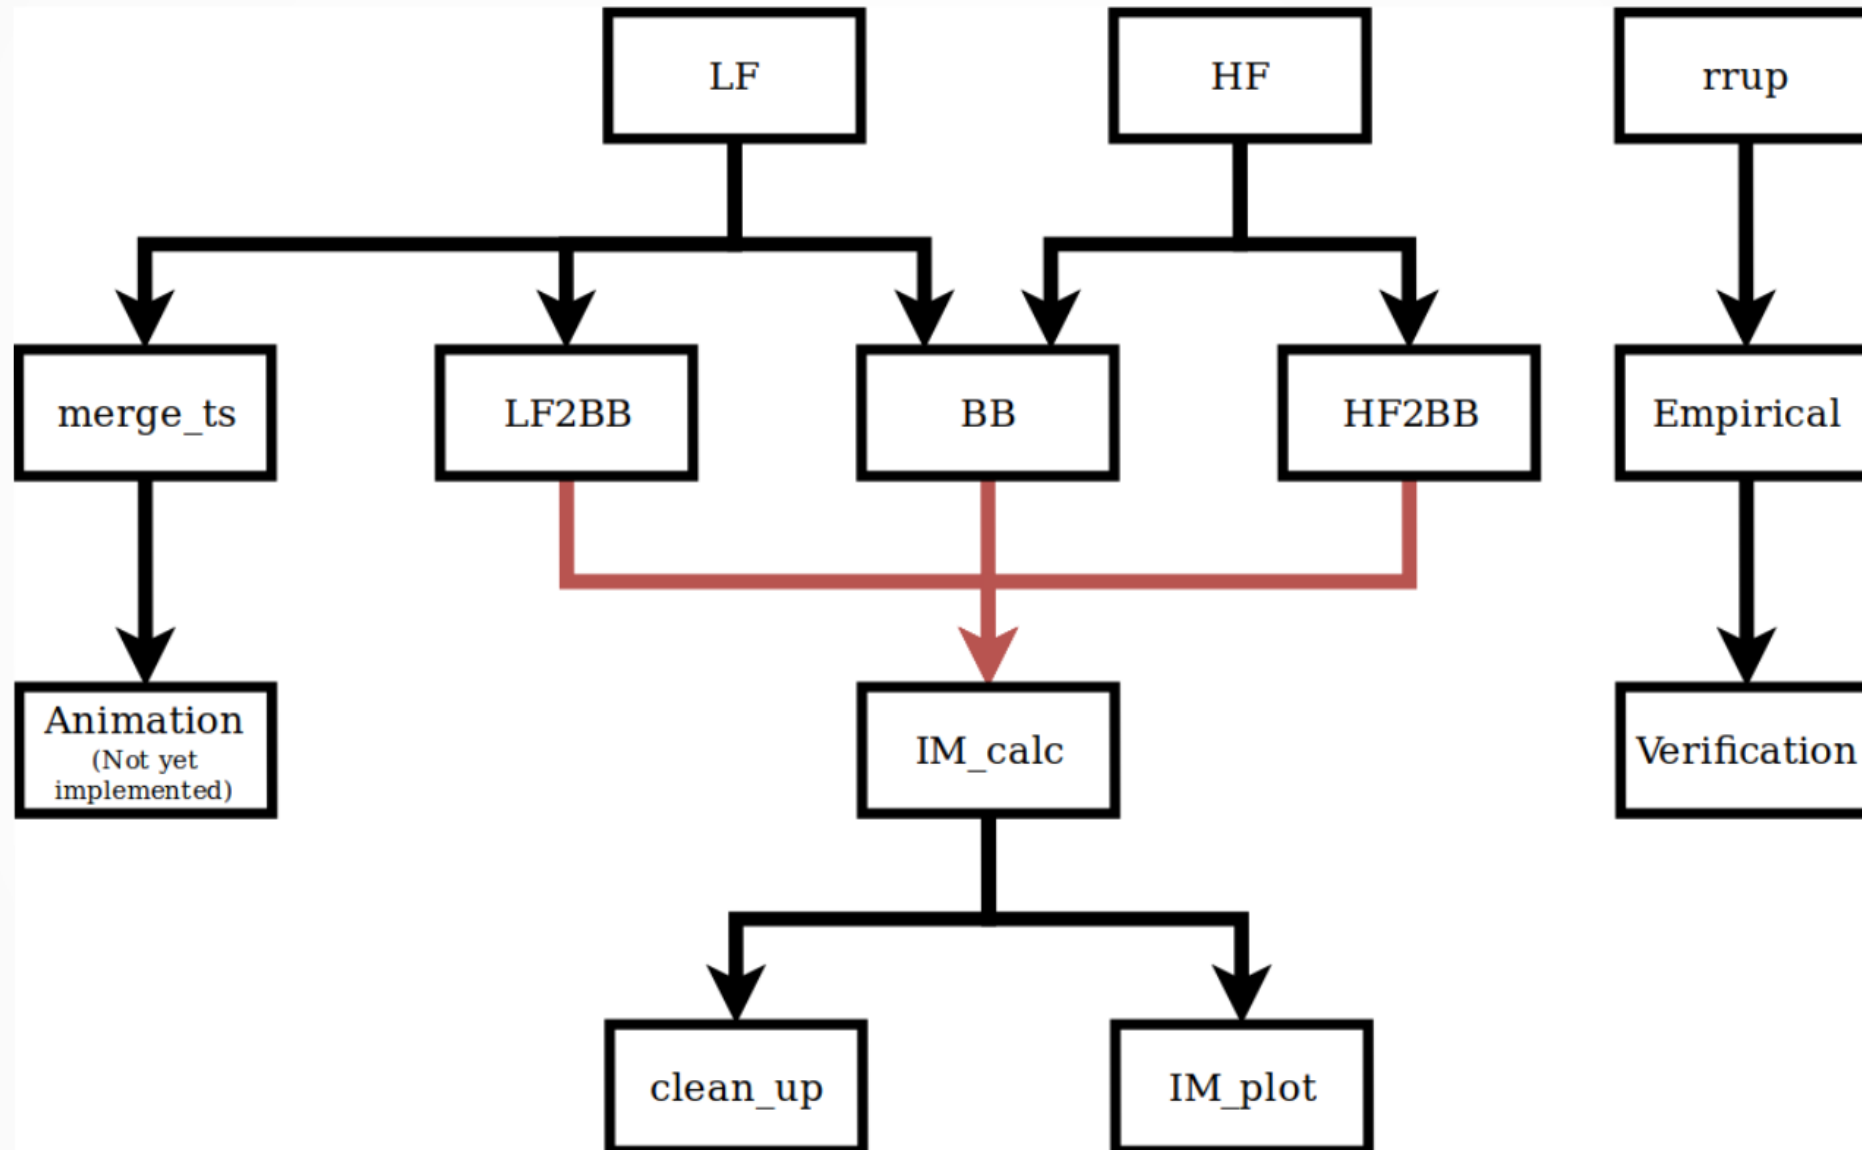 LF
HF
rrup
merge_ts
LF2BB
BB
HF2BB
Empirical
Animation
(Not yet
implemented)
IM_calc
Verification
clean_up
IM_plot